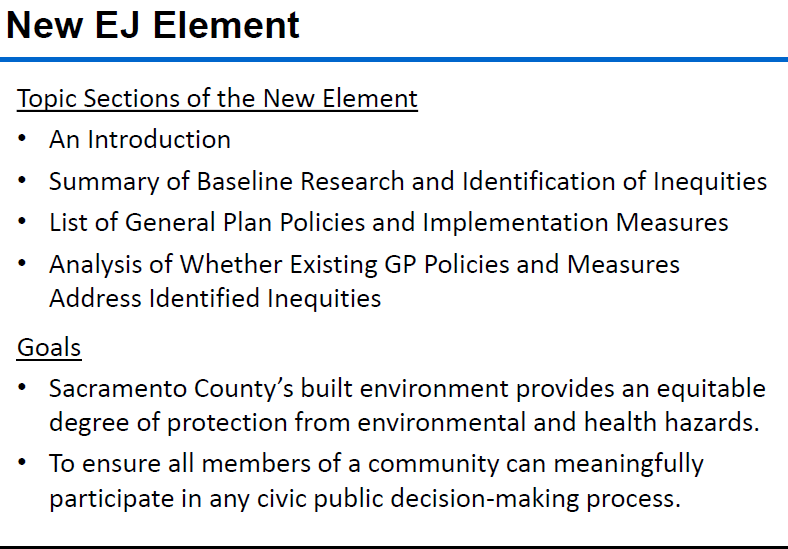 New EJ Element
Topic Sections of the New Element
• An Introduction
• Summary of Baseline Research and Identification of Inequities
• List of General Plan Policies and Implementation Measures
• Analysis of Whether Existing GP Policies and Measures
Address Identified Inequities
Goals
• Sacramento County’s built environment provides an equitable
degree of protection from environmental and health hazards.
• To ensure all members of a community can meaningfully
participate in any civic public decision-making process.